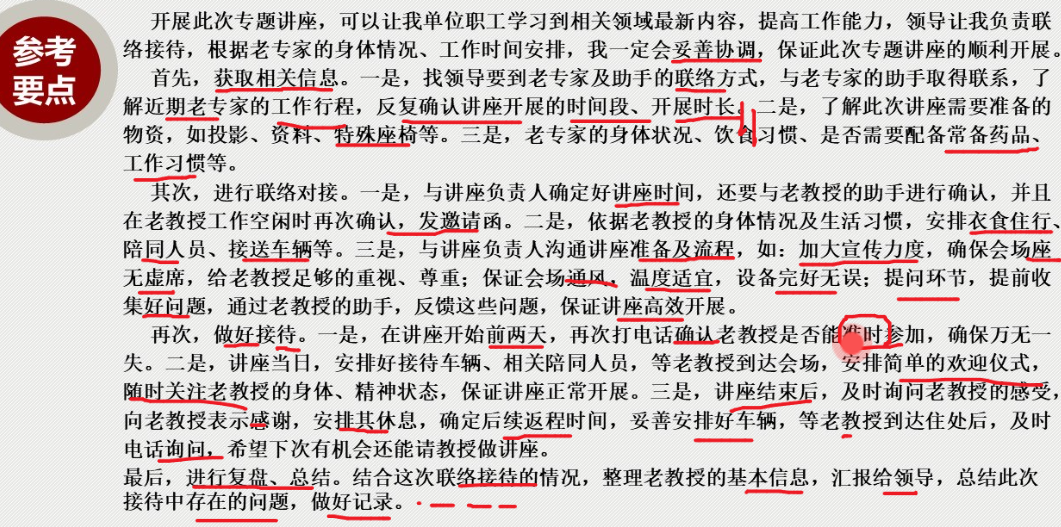 参考
要点
开展此次专题讲座，可以让我单位职工学习到相关领域最新内容，提高工作能力，领导让我负责联
络接待，根据老专家的身体情况、工作时间安排，我一定会妥善协调，保证此次专题讲座的顺利开展。
首先，获取相关信息。一是，找领导要到老专家及助手的联络方式，与老专家的助手取得联系，了
解近期老专家的工作行程，反复确认讲座开展的时间段、开展时长。二是，了解此次讲座需要准备的
物资，如投影、资料、特殊座椅等。三是，老专家的身体状况、饮食习惯、是否需要配备常备药品、
工作习惯等。
其次，进行联络对接。一是，与讲座负责人确定好讲座时间，还要与老教授的助手进行确认，并且
在老教授工作空闲时再次确认，发邀请函。二是，依据老教授的身体情况及生活习惯，安排衣食住行、
陪同人员、接送车辆等。三是，与讲座负责人沟通讲座准备及流程，如：加大宣传力度，确保会场座
无虚席，给老教授足够的重视、尊重；保证会场通风，温度适宜，设备完好无误；提问环节，提前收
集好问题，通过老教授的助手，反馈这些问题，保证讲座高效开展。
再次，做好接待。一是，在讲座开始前两天，再次打电话确认老教授是否能准时参加，确保万无一
失。二是，讲座当日，安排好接待车辆、相关陪同人员，等老教授到达会场，安排简单的欢迎仪式，
随时关注老教授的身体、精神状态，保证讲座正常开展。三是，讲座结束后，及时询问老教授的感受，
向老教授表示感谢，安排其休息，确定后续返程时间，妥善安排好车辆，等老教授到达住处后，及时
电话询问，希望下次有机会还能请教授做讲座。
最后，进行复盘、总结。结合这次联络接待的情况，整理老教授的基本信息，汇报给领导，总结此次
接待中存在的问题，做好记录。